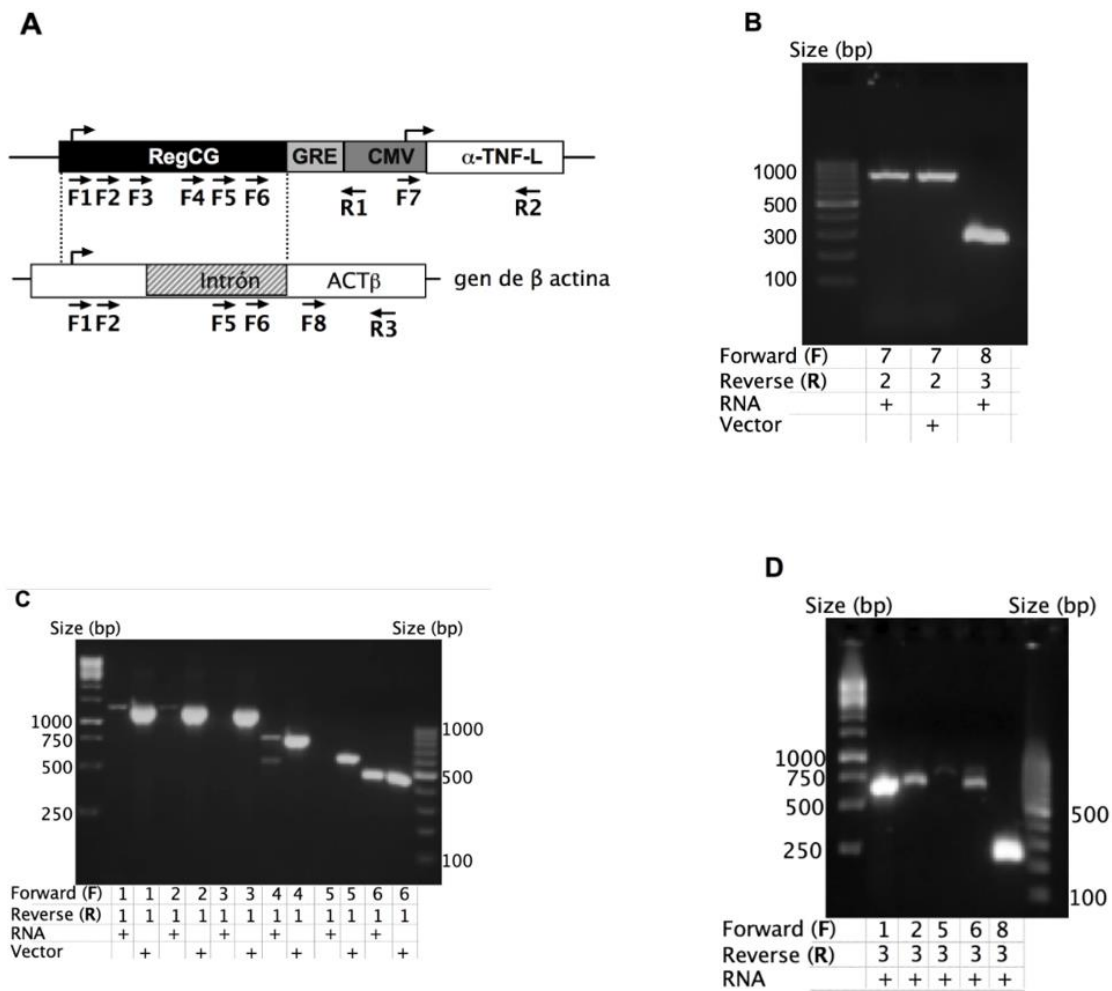 A
RegCG GRE CMV α-TNF-L
F1 F2 F3 F4 F5 F6 R1 F7 R2
Intrón ACTβ gen de β actina
F1 F2 F5 F6 F8 R3
B
Size (bp)
1000
500
300
100
Forward (F) 7 7 8
Reverse (R) 2 2 3
RNA + +
Vector +
C
Size (bp) Size (bp)
1000 1000
750
500 500
250
100
Forward (F) 1 1 2 2 3 3 4 4 5 5 6 6
Reverse (R) 1 1 1 1 1 1 1 1 1 1 1 1
RNA + + + + + +
Vector + + + + + +
D
Size (bp) Size (bp)
1000
750
500 500
250
100
Forward (F) 1 2 5 6 8
Reverse (R) 3 3 3 3 3
RNA + + + + +